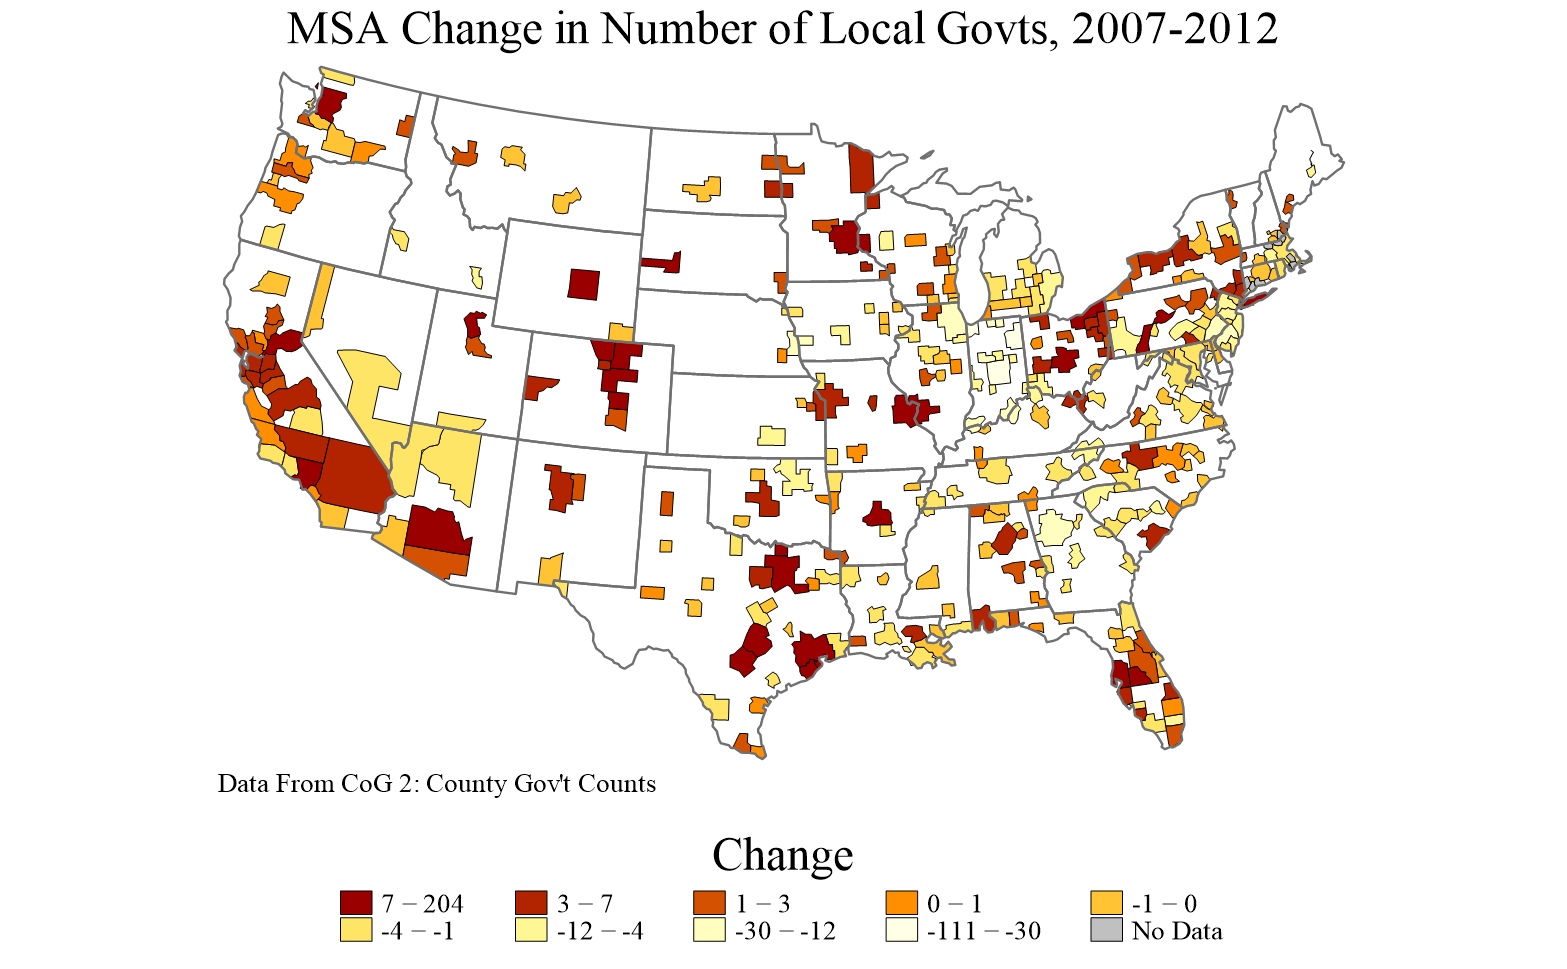 MSA Change in Number of Local Govts, 2007-2012
Data From CoG 2: County Gov't Counts
Change
7 – 204 3 – 7 1 – 3 0 – 1 -1 – 0
-4 – -1 -12 – -4 -30 – -12 -111 – -30 No Data